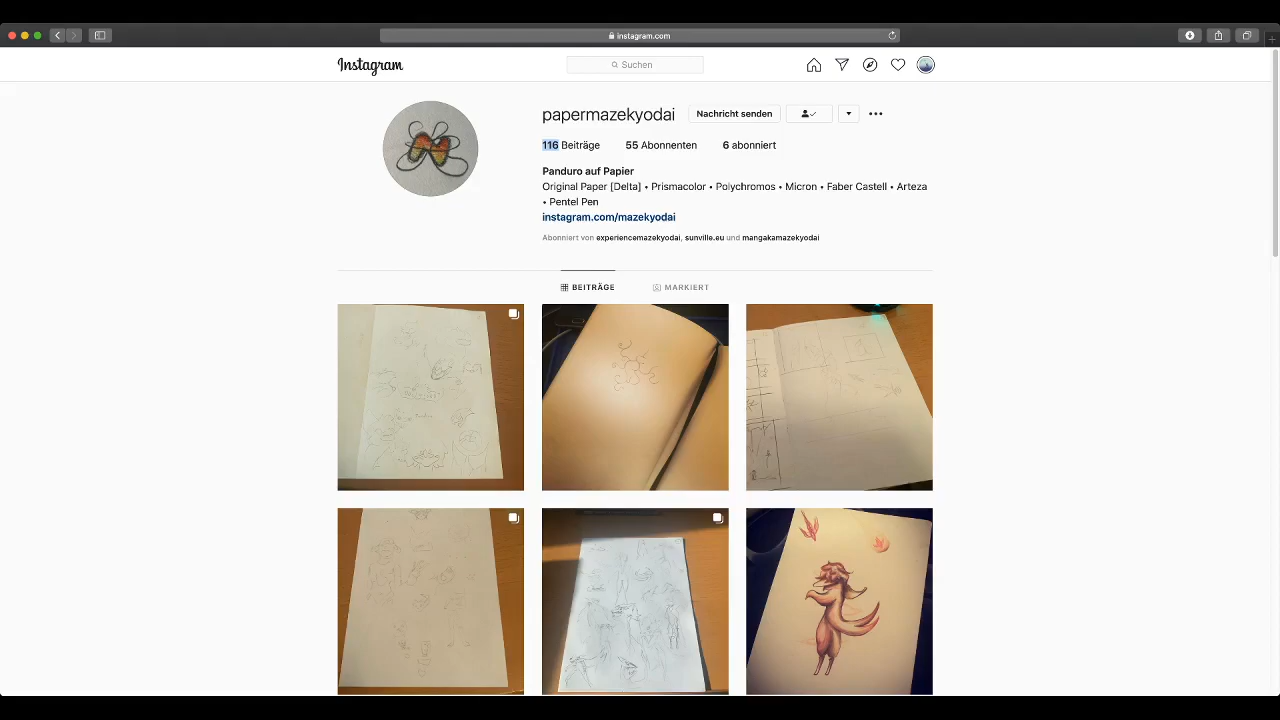 instagram.com
Instagram
Suchen
papermazekyodai Nachricht senden
116 Beiträge 55 Abonnenten 6 abonniert
Panduro auf Papier
Original Paper [Delta] • Prismacolor • Polychromos • Micron • Faber Castell • Arteza
• Pentel Pen
instagram.com/mazekyodai
Abonniert von experiencemazekyodai, sunville.eu und mangakamazekyodai
BEITRÄGE MARKIERT